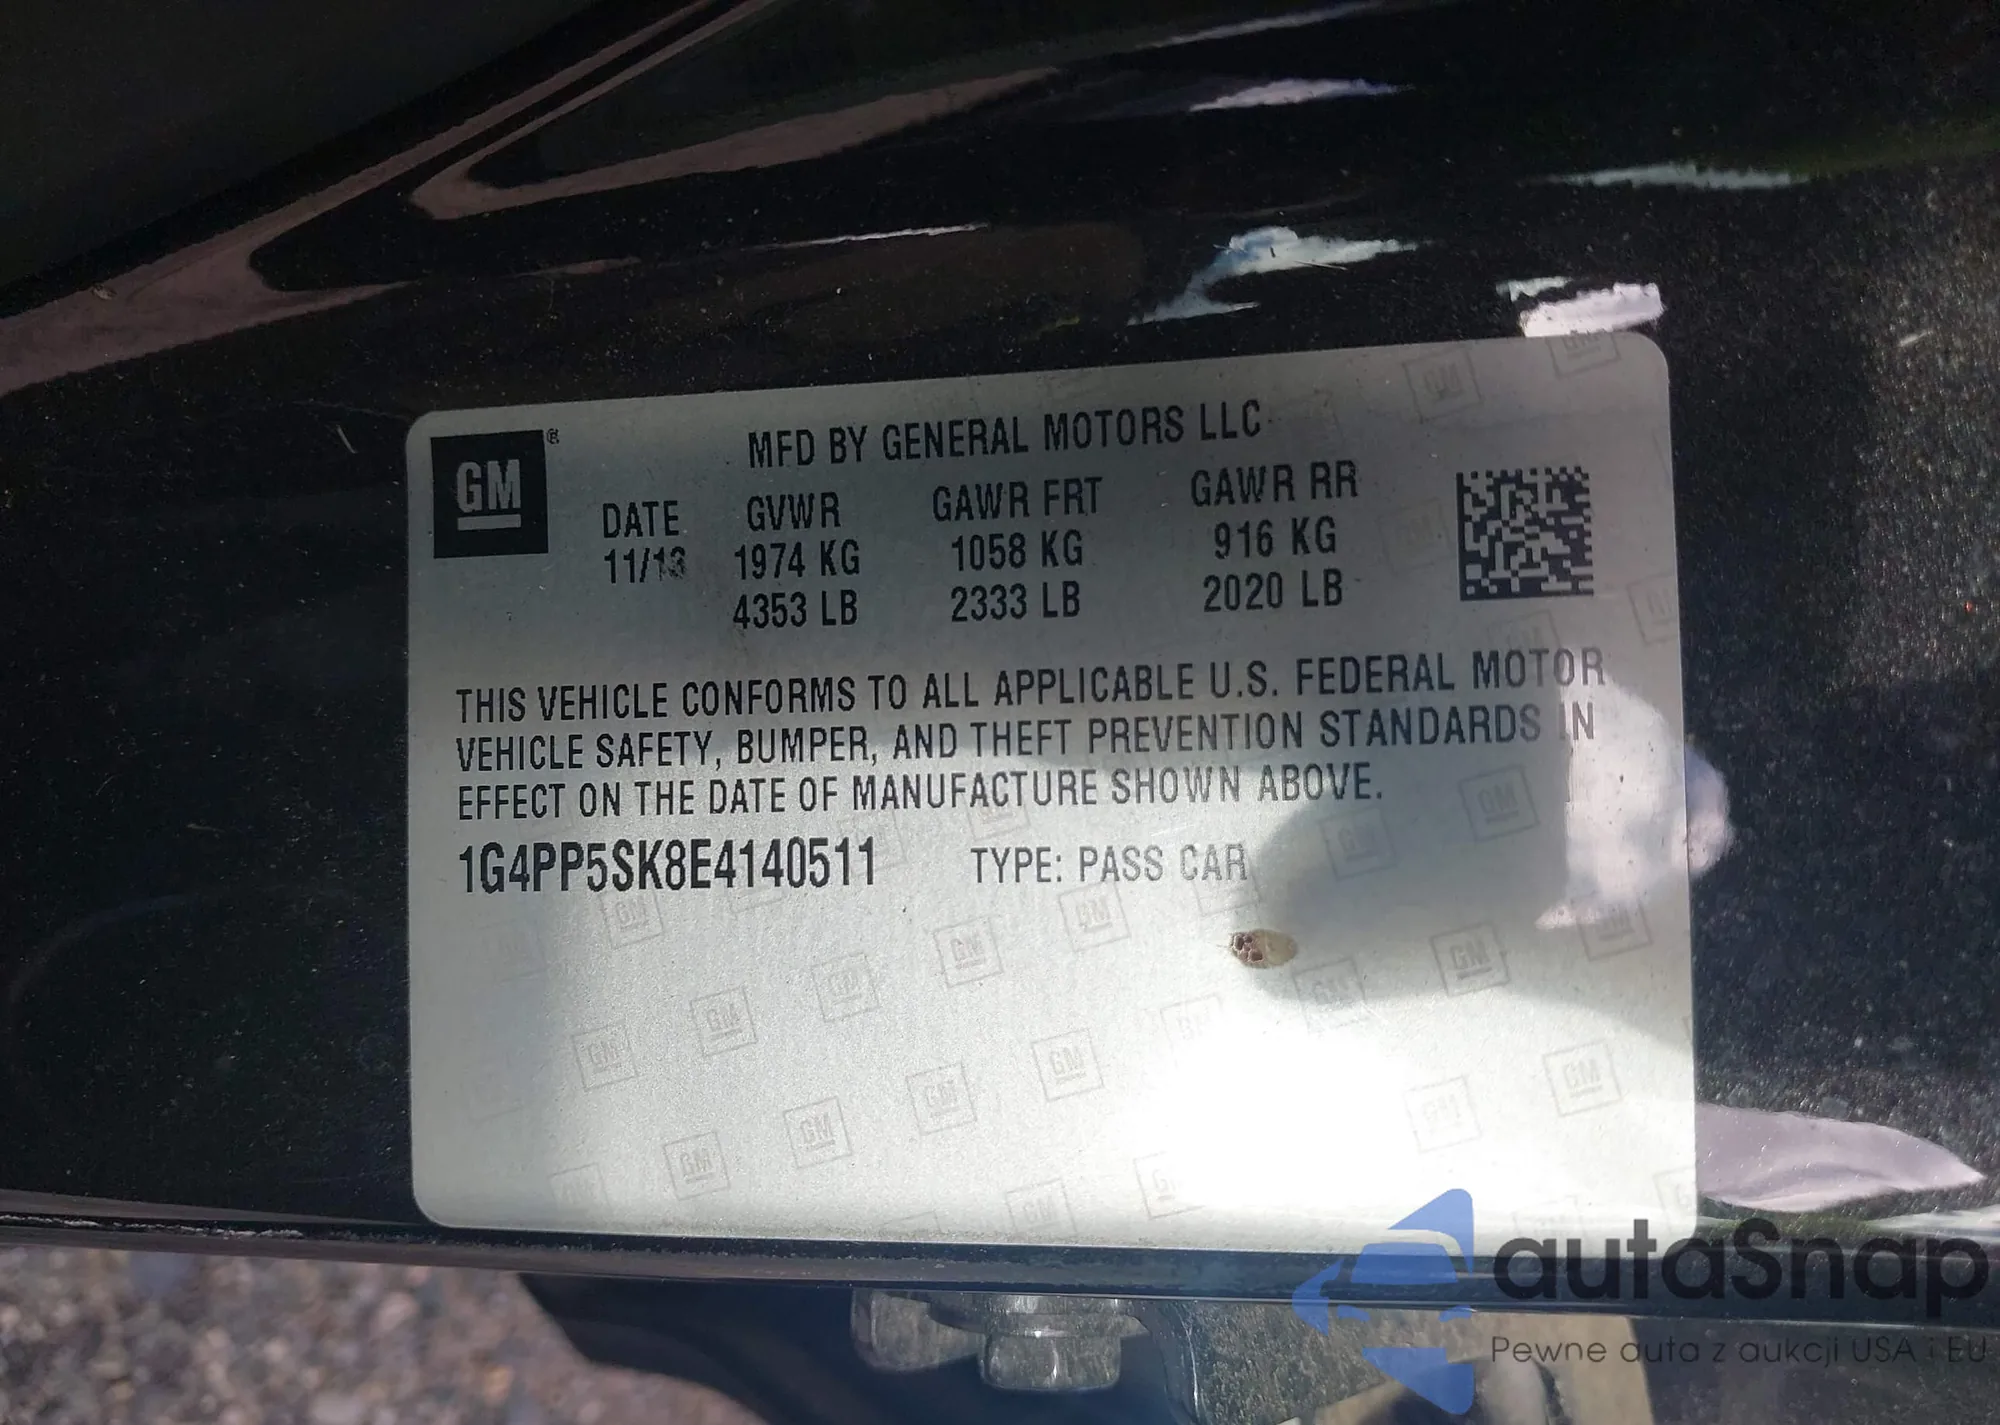 GM®
MFD BY GENERAL MOTORS LLC
DATE GVWR GAWR FRT GAWR RR
11/13 1974 KG 1058 KG 916 KG
4353 LB 2333 LB 2020 LB
THIS VEHICLE CONFORMS TO ALL APPLICABLE U.S. FEDERAL MOTOR
VEHICLE SAFETY, BUMPER, AND THEFT PREVENTION STANDARDS IN
EFFECT ON THE DATE OF MANUFACTURE SHOWN ABOVE.
1G4PP5SK8E4140511 TYPE: PASS CAR
autaSnap
Pewne auta z aukcji USA i EU